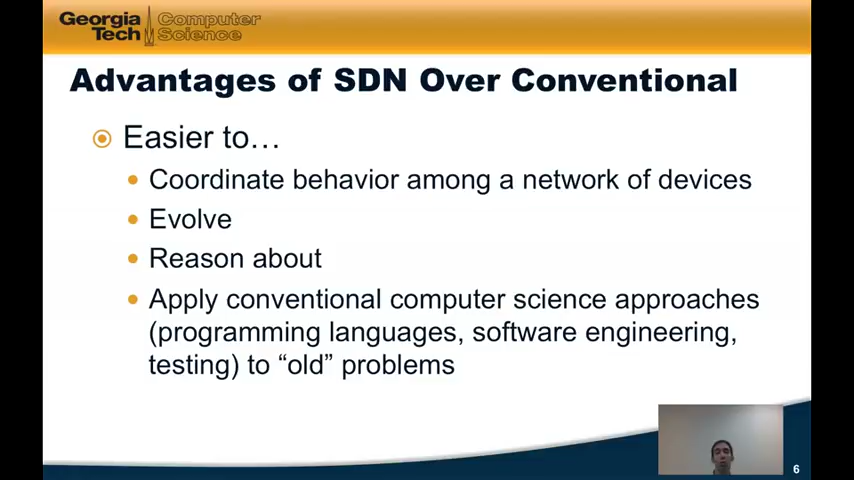 Georgia Tech Computer Science
Advantages of SDN Over Conventional
Easier to…
Coordinate behavior among a network of devices
Evolve
Reason about
Apply conventional computer science approaches
(programming languages, software engineering,
testing) to “old” problems
6